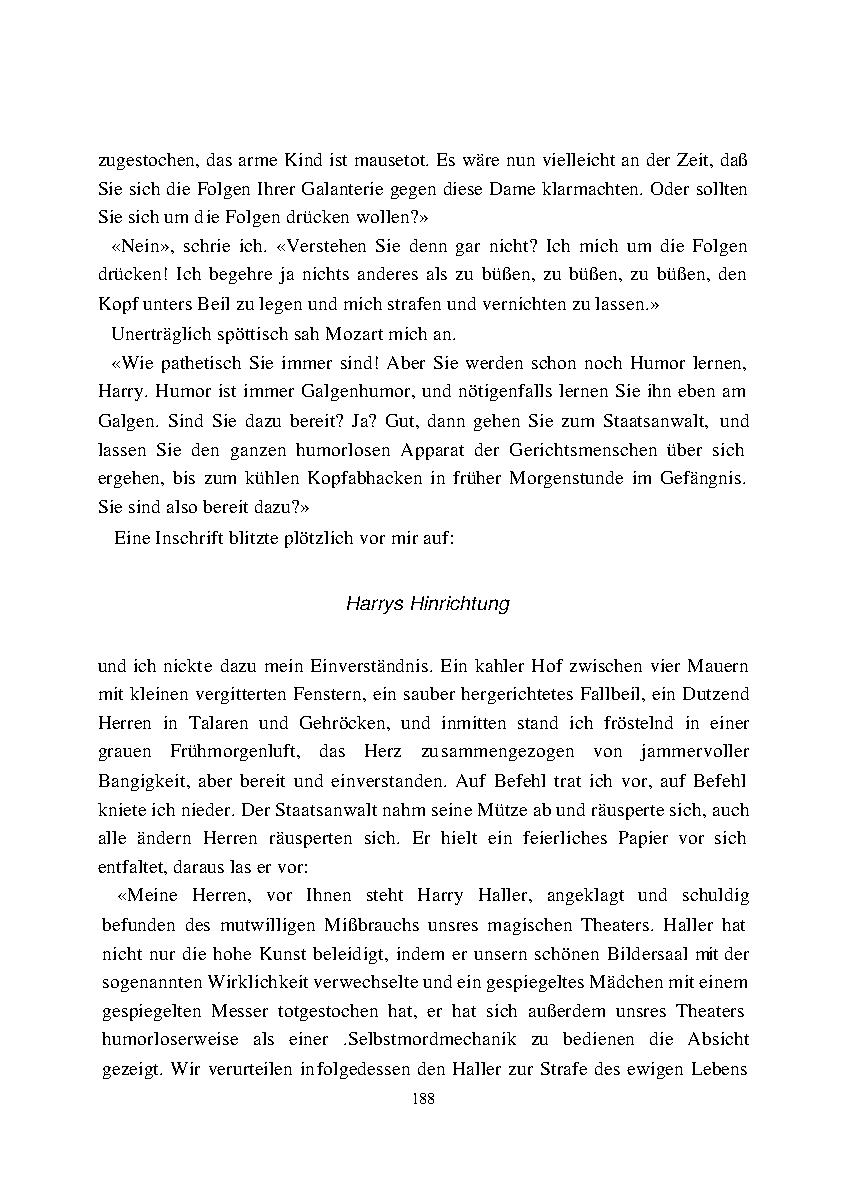 zugestochen, das arme Kind ist mausetot. Es wäre nun vielleicht an der Zeit, daß
Sie sich die Folgen Ihrer Galanterie gegen diese Dame klarmachten. Oder sollten
Sie sich um die Folgen drücken wollen?»
«Nein», schrie ich. «Verstehen Sie denn gar nicht? Ich mich um die Folgen
drücken! Ich begehre ja nichts anderes als zu büßen, zu büßen, zu büßen, den
Kopf unters Beil zu legen und mich strafen und vernichten zu lassen.»
Unerträglich spöttisch sah Mozart mich an.
«Wie pathetisch Sie immer sind! Aber Sie werden schon noch Humor lernen,
Harry. Humor ist immer Galgenhumor, und nötigenfalls lernen Sie ihn eben am
Galgen. Sind Sie dazu bereit? Ja? Gut, dann gehen Sie zum Staatsanwalt, und
lassen Sie den ganzen humorlosen Apparat der Gerichtsmenschen über sich
ergehen, bis zum kühlen Kopfabhacken in früher Morgenstunde im Gefängnis.
Sie sind also bereit dazu?»
Eine Inschrift blitzte plötzlich vor mir auf:
Harrys Hinrichtung
und ich nickte dazu mein Einverständnis. Ein kahler Hof zwischen vier Mauern
mit kleinen vergitterten Fenstern, ein sauber hergerichtetes Fallbeil, ein Dutzend
Herren in Talaren und Gehröcken, und inmitten stand ich fröstelnd in einer
grauen Frühmorgenluft, das Herz zusammengezogen von jammervoller
Bangigkeit, aber bereit und einverstanden. Auf Befehl trat ich vor, auf Befehl
kniete ich nieder. Der Staatsanwalt nahm seine Mütze ab und räusperte sich, auch
alle ändern Herren räusperten sich. Er hielt ein feierliches Papier vor sich
entfaltet, daraus las er vor:
«Meine Herren, vor Ihnen steht Harry Haller, angeklagt und schuldig
befunden des mutwilligen Mißbrauchs unsres magischen Theaters. Haller hat
nicht nur die hohe Kunst beleidigt, indem er unsern schönen Bildersaal mit der
sogenannten Wirklichkeit verwechselte und ein gespiegeltes Mädchen mit einem
gespiegelten Messer totgestochen hat, er hat sich außerdem unsres Theaters
humorloserweise als einer .Selbstmordmechanik zu bedienen die Absicht
gezeigt. Wir verurteilen infolgedessen den Haller zur Strafe des ewigen Lebens
188